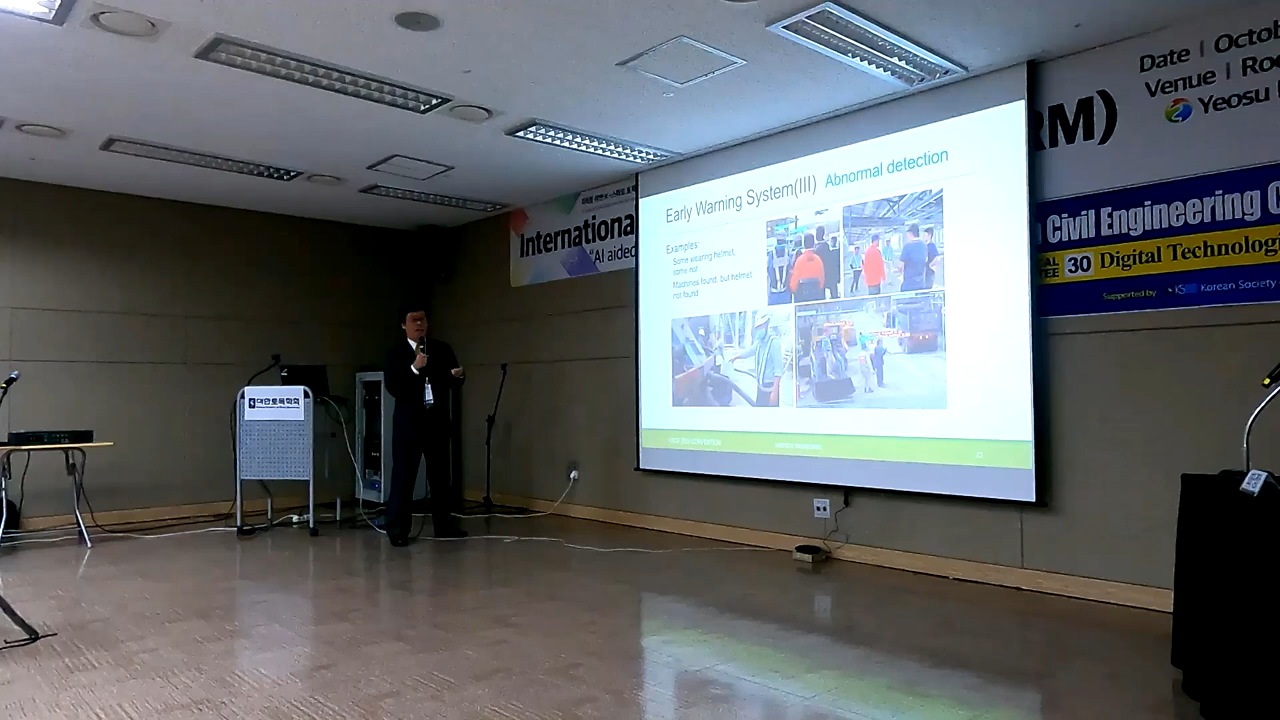 Date | Octob
Venue | Ro
Yeosu
RM)
International
"AI aided
Civil Engineering C
30 Digital Technologi
Supported by
Korean Society
Early Warning System(III) Abnormal detection
Examples:
Some wearing helmet,
some not
Machines found, but helmet
not found
대한토목학회